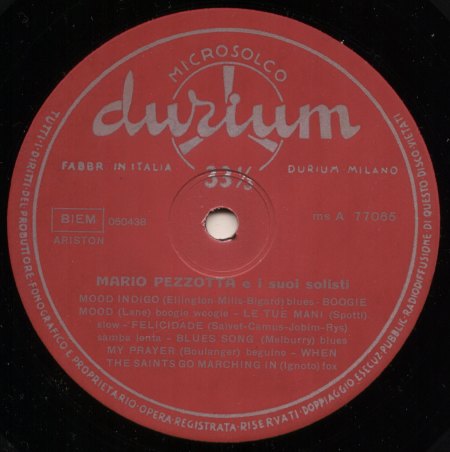 MICROSOLCO
durium
FABBR IN ITALIA
33⅓
DURIUM MILANO
BIEM
050438
ARISTON
ms A 77065
MARIO PEZZOTTA e i suoi solisti
MOOD INDIGO (Ellington-Mills-Bigard) blues - BOOGIE
MOOD (Lane) boogie woogie - LE TUE MANI (Spotti)
slow - FELICIDADE (Salvet-Camus-Jobin-Rys)
samba lenta - BLUES SONG (Melburry) blues
MY PRAYER (Boulanger) beguine - WHEN
THE SAINTS GO MARCHING IN (Ignoto) fox
TUTTI I DIRITTI DEL PRODUTTORE-FONOGRAFICO E PROPRIETARIO-OPERA-REGISTRATA-RISERVATI DOPPIAGGIO ESECUZ PUBBLIC-RADIODIFFUSIONE DI QUESTO DISCO VIETATI